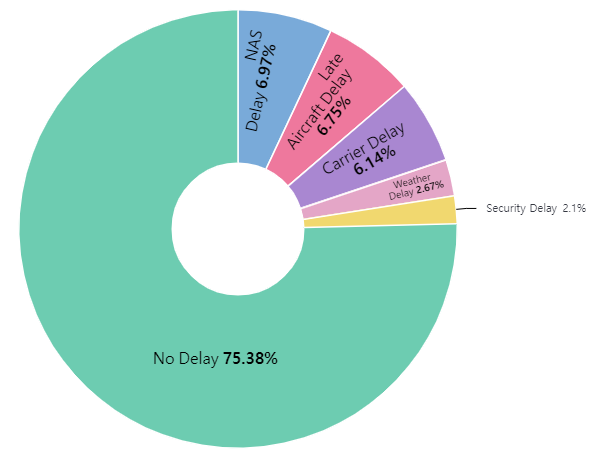 NAS
Delay 6.97%
Late
Aircraft Delay
6.75%
Carrier Delay
6.14%
Weather
Delay 2.67%
Security Delay 2.1%
No Delay 75.38%